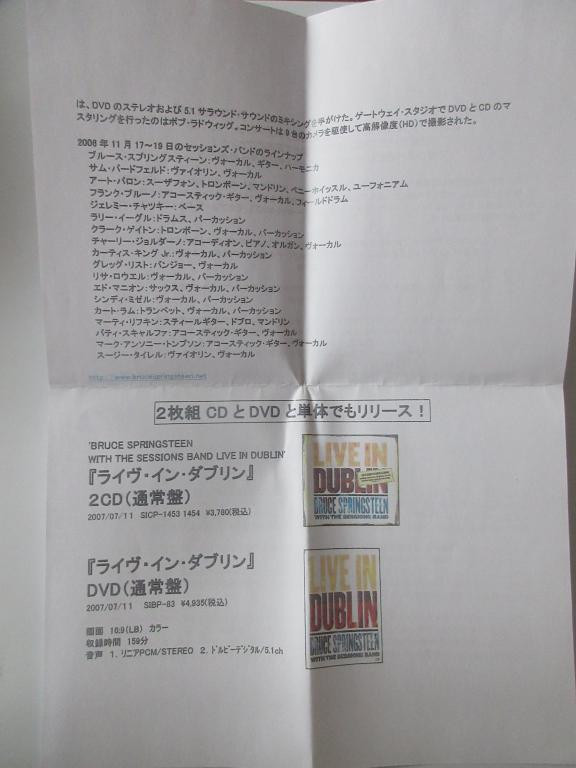 は、DVDのステレオおよび5.1サラウンド・サウンドのミキシングを手がけた。ゲートウェイ・スタジオでDVDとCDのマ
スタリングを行ったのはボブ・ラドウィッグ。コンサートは9台のカメラを駆使して高解像度(HD)で撮影された。
2006年11月17~19日のセッションズ・バンドのラインナップ
ブルース・スプリングスティーン:ヴォーカル、ギター、ハーモニカ
サム・バードフェルド:ヴァイオリン、ヴォーカル
アート・バロン:スーザフォン、トロンボーン、マンドリン、ペニーホイッスル、ユーフォニアム
フランク・ブルーノ:アコースティック・ギター、ヴォーカル、フィールドドラム
ジェレミー・チャツキー:ベース
ラリー・イーグル:ドラムス、パーカッション
クラーク・ゲイトン:トロンボーン、ヴォーカル、パーカッション
チャーリー・ジョルダーノ:アコーディオン、ピアノ、オルガン、ヴォーカル
カーティス・キング Jr.:ヴォーカル、パーカッション
グレッグ・リスト:バンジョー、ヴォーカル
リサ・ロウエル:ヴォーカル、パーカッション
エド・マニオン:サックス、ヴォーカル、パーカッション
シンディ・ミゼル:ヴォーカル、パーカッション
カート・ラム:トランペット、ヴォーカル、パーカッション
マーティ・リフキン:スティールギター、ドブロ、マンドリン
パティ・スキャルファ:アコースティック・ギター、ヴォーカル
マーク・アンソニー・トンプソン:アコースティック・ギター、ヴォーカル
スージー・タイレル:ヴァイオリン、ヴォーカル
http://www.brucespringsteen.net
2枚組 CDとDVDと単体でもリリース!
'BRUCE SPRINGSTEEN
WITH THE SESSIONS BAND LIVE IN DUBLIN'
『ライヴ・イン・ダブリン』
2CD(通常盤)
2007/07/11 SICP-1453 1454 ¥3,780(税込)
LIVE IN
DUBLIN
BRUCE SPRINGSTEEN
WITH THE SESSIONS BAND
『ライヴ・イン・ダブリン』
DVD(通常盤)
2007/07/11 SIBP-83 ¥4,935(税込)
画面 16:9(LB) カラー
収録時間 159分
音声 1. リニアPCM/STEREO 2. ドルビーデジタル/5.1ch
LIVE IN
DUBLIN
BRUCE SPRINGSTEEN
WITH THE SESSIONS BAND